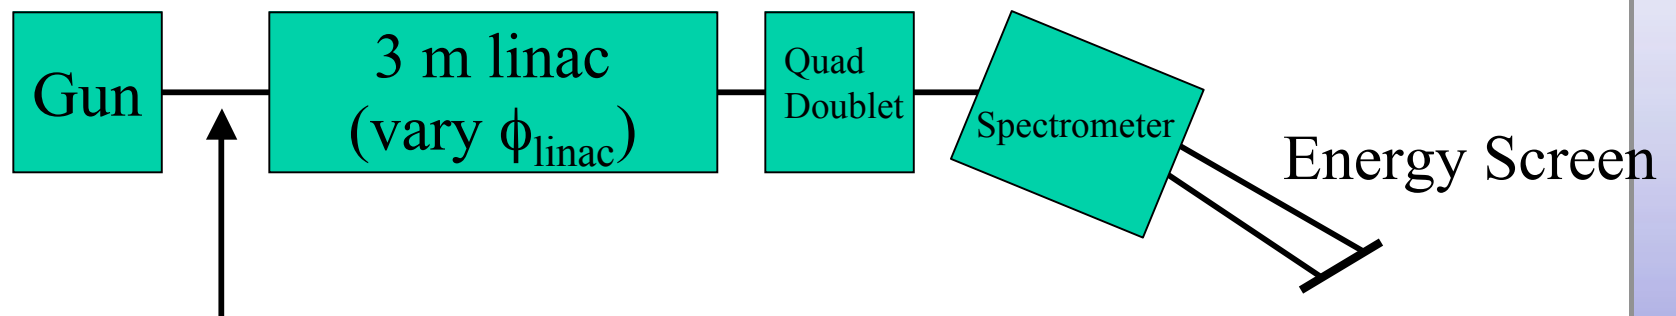 Gun
3 m linac
(vary ϕlinac)
Quad
Doublet
Spectrometer
Energy Screen